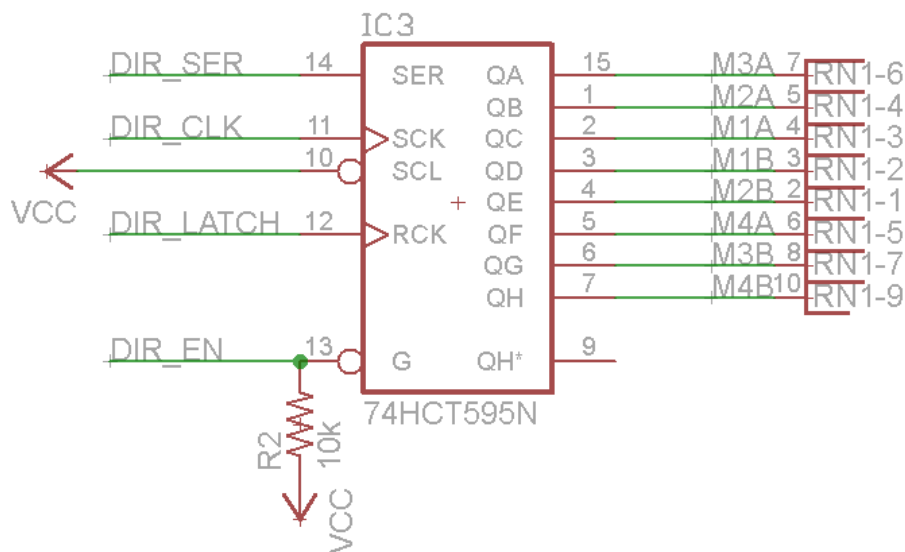 IC3
DIR_SER 14 SER QA 15 M3A 7 RN1-6
QB 1 M2A 5 RN1-4
DIR_CLK 11 SCK QC 2 M1A 4 RN1-3
10 SCL QD 3 M1B 3 RN1-2
VCC
QE 4 M2B 2 RN1-1
DIR_LATCH 12 RCK QF 5 M4A 6 RN1-5
QG 6 M3B 8 RN1-7
QH 7 M4B 10 RN1-9
DIR_EN 13 G QH* 9
74HCT595N
R2
10k
VCC